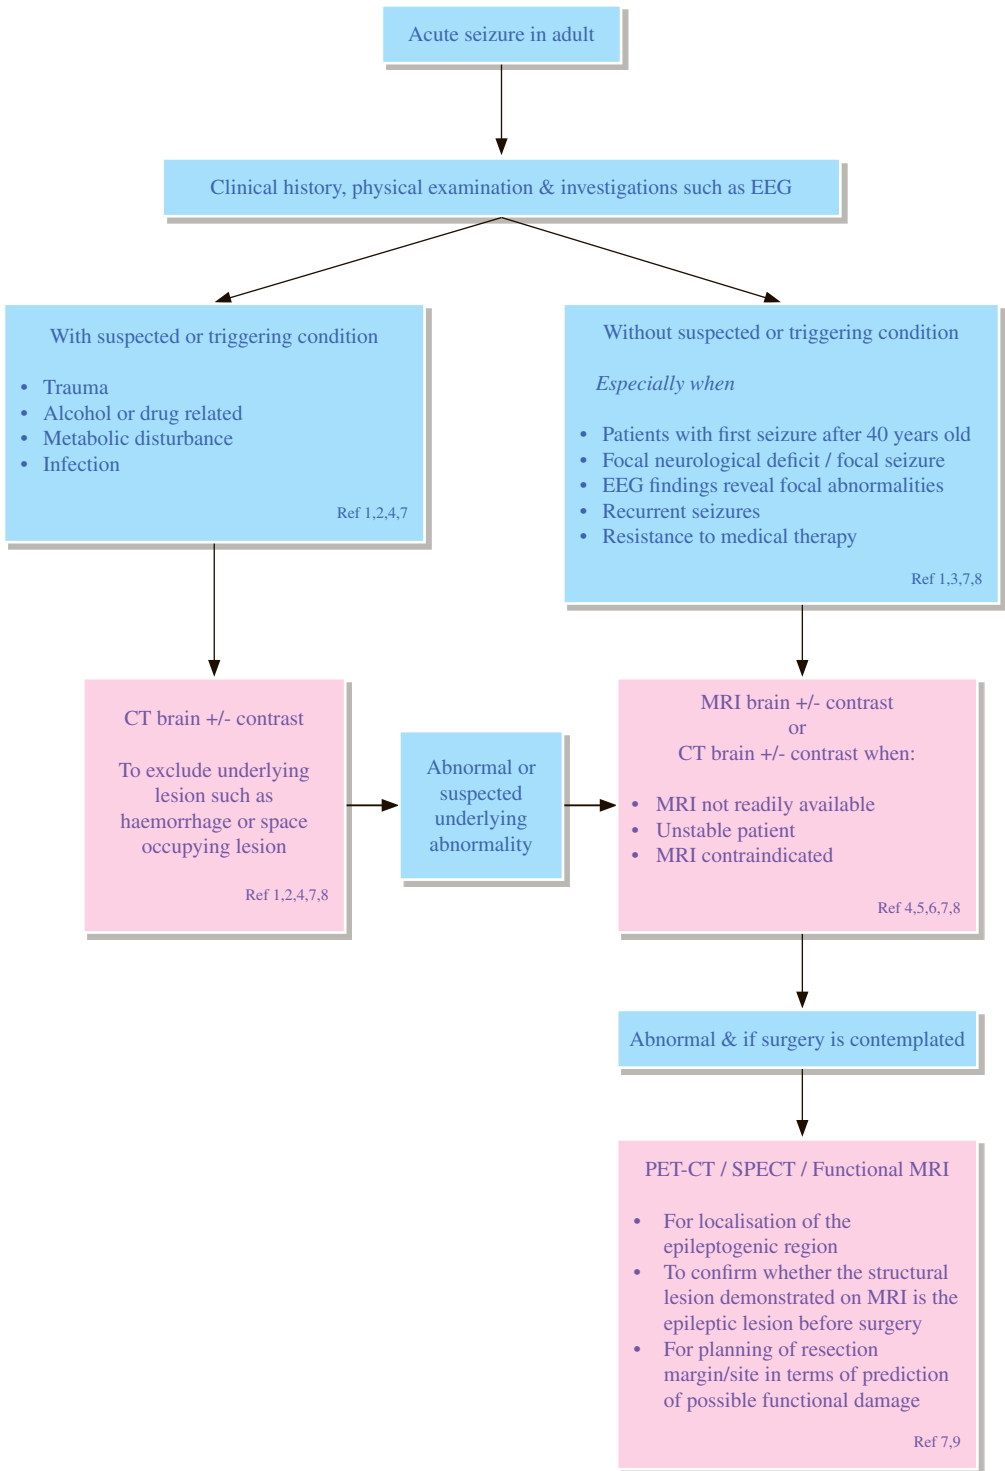 Acute seizure in adult
Clinical history, physical examination & investigations such as EEG
With suspected or triggering condition
• Trauma
• Alcohol or drug related
• Metabolic disturbance
• Infection
Ref 1,2,4,7
Without suspected or triggering condition
Especially when
• Patients with first seizure after 40 years old
• Focal neurological deficit / focal seizure
• EEG findings reveal focal abnormalities
• Recurrent seizures
• Resistance to medical therapy
Ref 1,3,7,8
CT brain +/- contrast
To exclude underlying
lesion such as
haemorrhage or space
occupying lesion
Ref 1,2,4,7,8
Abnormal or
suspected
underlying
abnormality
MRI brain +/- contrast
or
CT brain +/- contrast when:
• MRI not readily available
• Unstable patient
• MRI contraindicated
Ref 4,5,6,7,8
Abnormal & if surgery is contemplated
PET-CT / SPECT / Functional MRI
• For localisation of the
epileptogenic region
• To confirm whether the structural
lesion demonstrated on MRI is the
epileptic lesion before surgery
• For planning of resection
margin/site in terms of prediction
of possible functional damage
Ref 7,9